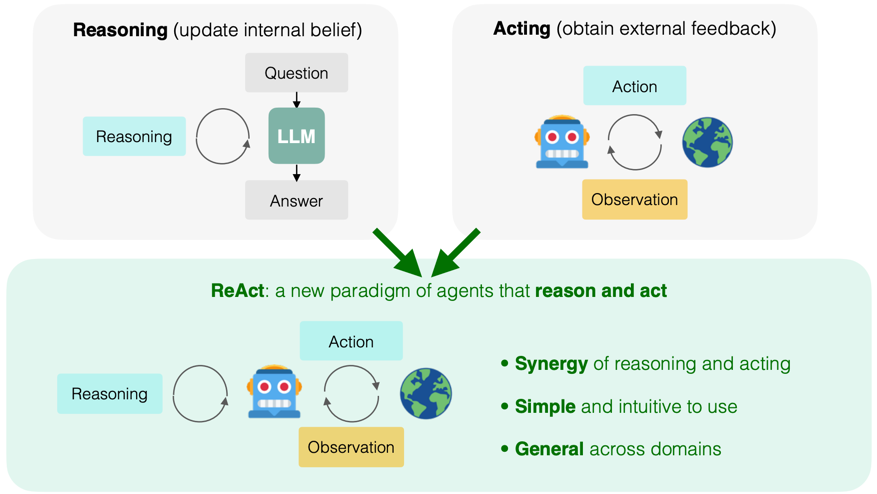 Reasoning (update internal belief)
Question
Reasoning
LLM
Answer
Acting (obtain external feedback)
Action
Observation
ReAct: a new paradigm of agents that reason and act
Action
Reasoning
Observation
• Synergy of reasoning and acting
• Simple and intuitive to use
• General across domains